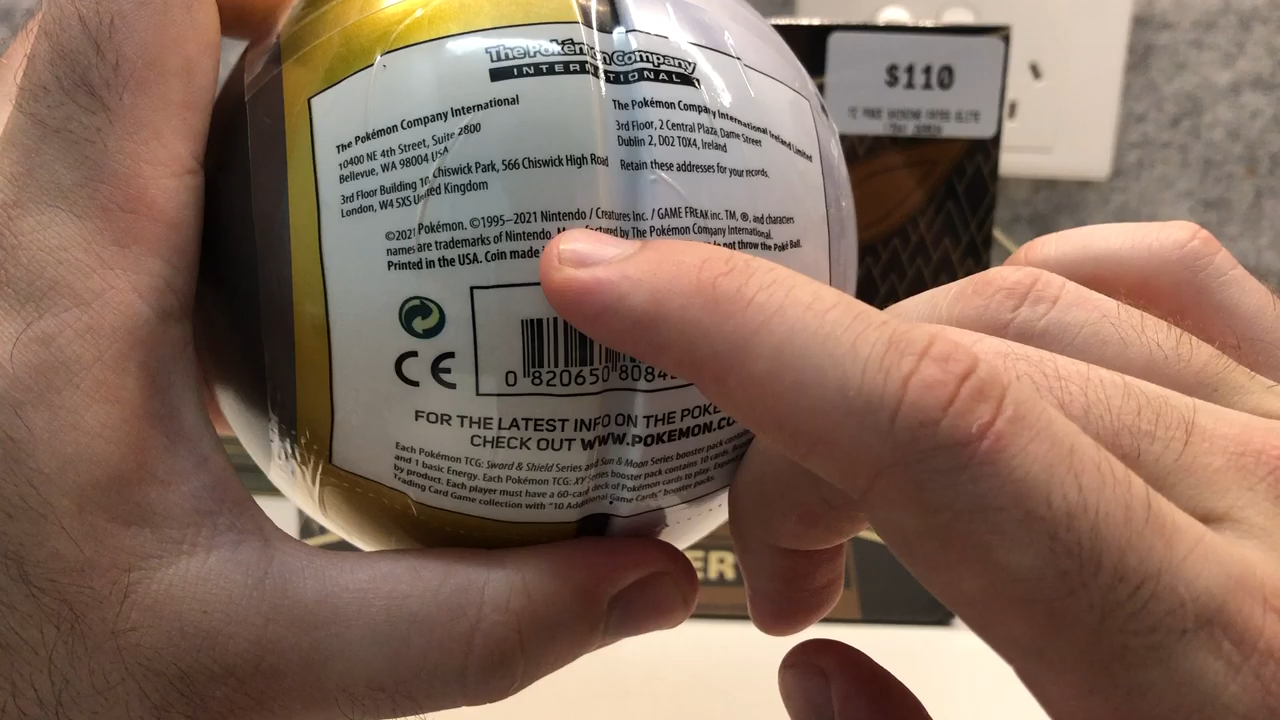 The Pokémon Company
INTERNATIONAL
The Pokémon Company International
10400 NE 4th Street, Suite 2800
Bellevue, WA 98004 USA
3rd Floor Building 10, Chiswick Park, 566 Chiswick High Road
London, W4 5XS United Kingdom
The Pokémon Company International Ireland Limited
3rd Floor, 2 Central Plaza, Dame Street
Dublin 2, D02 T0X4, Ireland
Retain these addresses for your records.
©2021 Pokémon. ©1995–2021 Nintendo / Creatures Inc. / GAME FREAK inc. TM, ®, and characters
names are trademarks of Nintendo. Manufactured by The Pokémon Company International.
Printed in the USA. Coin made not throw the Poké Ball.
CE
0 820650 8084
FOR THE LATEST INFO ON THE POKÉ
CHECK OUT WWW.POKEMON.CO
Each Pokémon TCG: Sword & Shield Series and Sun & Moon Series booster pack contains
and 1 basic Energy. Each Pokémon TCG: XY Series booster pack contains 10 cards.
by product. Each player must have a 60-card deck of Pokémon cards to play.
Trading Card Game collection with "10 Additional Game Cards" booster packs.
$110
ER